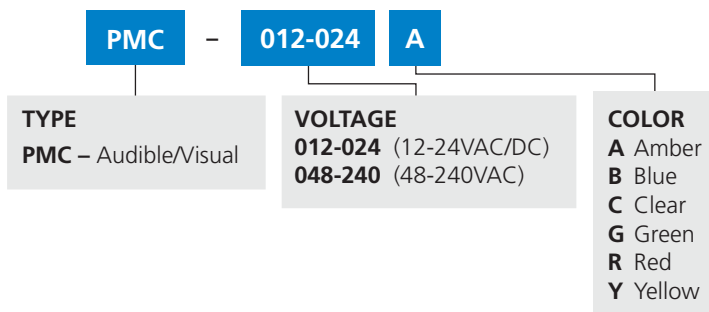 PMC – 012-024 A
TYPE
PMC – Audible/Visual
VOLTAGE
012-024 (12-24VAC/DC)
048-240 (48-240VAC)
COLOR
A Amber
B Blue
C Clear
G Green
R Red
Y Yellow